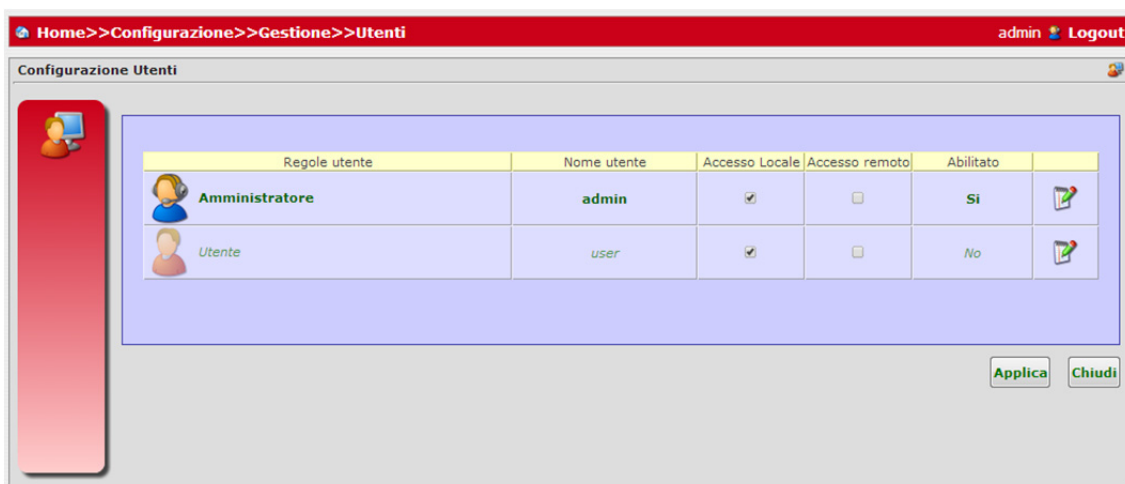 Home>>Configurazione>>Gestione>>Utenti admin Logout
Configurazione Utenti
Regole utente Nome utente Accesso Locale Accesso remoto Abilitato
Amministratore admin Si
Utente user No
Applica Chiudi